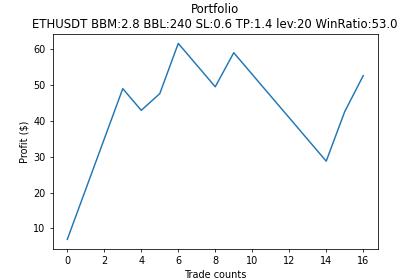 Portfolio
ETHUSDT BBM:2.8 BBL:240 SL:0.6 TP:1.4 lev:20 WinRatio:53.0
60
50
40
30
20
10
Profit ($)
0 2 4 6 8 10 12 14 16
Trade counts